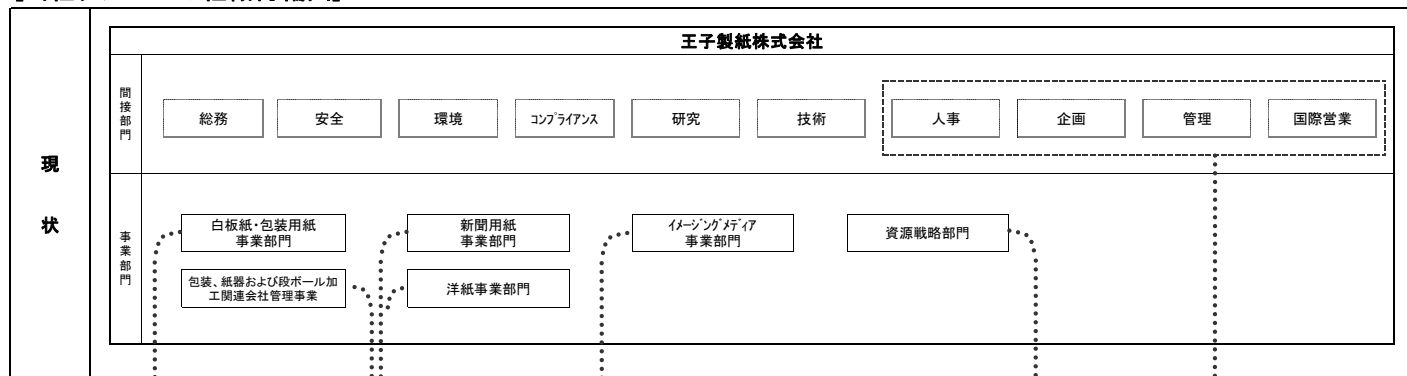 王子製紙株式会社
現状
間接部門
総務
安全
環境
コンプライアンス
研究
技術
人事
企画
管理
国際営業
事業部門
白板紙・包装用紙
事業部門
新聞用紙
事業部門
イメージングメディア
事業部門
資源戦略部門
包装、紙器および段ボール加
工関連会社管理事業
洋紙事業部門